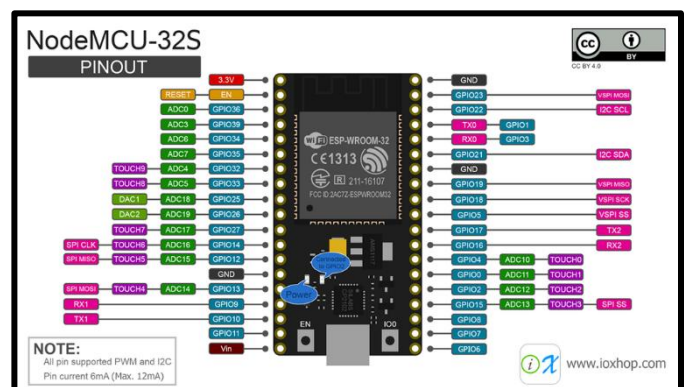 NodeMCU-32S
PINOUT
CC BY
CC BY 4.0
3.3V
RESET EN
ADC0 GPIO36
ADC3 GPIO39
ADC6 GPIO34
ADC7 GPIO35
TOUCH9 ADC4 GPIO32
TOUCH8 ADC5 GPIO33
DAC1 ADC18 GPIO25
DAC2 ADC19 GPIO26
TOUCH7 ADC17 GPIO27
SPI CLK TOUCH6 ADC16 GPIO14
SPI MISO TOUCH5 ADC15 GPIO12
GND
SPI MOSI TOUCH4 ADC14 GPIO13
RX1 GPIO9
TX1 GPIO10
GPIO11
Vin
WiFi ESP-WROOM-32
CE1313
R 211-16107
FCC ID:2AC7Z-ESPWROOM32
Power
EN
IO0
GND
GPIO23 VSPI MOSI
GPIO22 I2C SCL
TX0 GPIO1
RX0 GPIO3
GPIO21 I2C SDA
GND
GPIO19 VSPI MISO
GPIO18 VSPI SCK
GPIO5 VSPI SS
GPIO17 TX2
GPIO16 RX2
GPIO4 ADC10 TOUCH0
GPIO0 ADC11 TOUCH1
GPIO2 ADC12 TOUCH2
GPIO15 ADC13 TOUCH3 SPI SS
GPIO8
GPIO7
GPIO6
NOTE:
All pin supported PWM and I2C
Pin current 6mA (Max. 12mA)
iX www.ioxhop.com